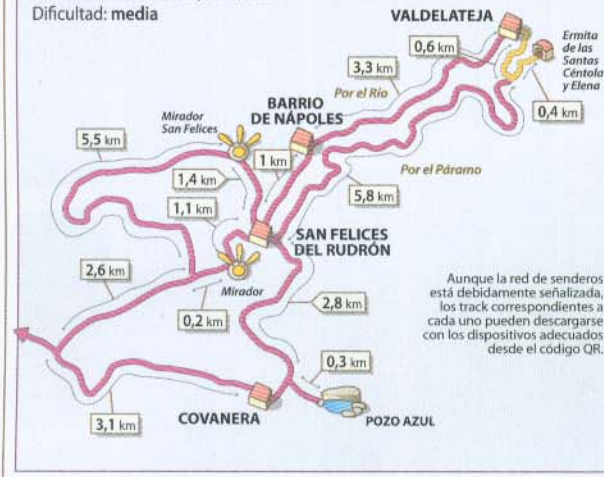 Dificultad: media
VALDELATEJA
Ermita
de las
Santas
Céntola
y Elena
0,6 km
3,3 km
0,4 km
Por el Río
BARRIO
DE NÁPOLES
Mirador
San Felices
5,5 km
1 km
Por el Páramo
1,4 km
5,8 km
1,1 km
SAN FELICES
DEL RUDRÓN
2,6 km
Mirador
0,2 km
2,8 km
Aunque la red de senderos
está debidamente señalizada,
los track correspondientes a
cada uno pueden descargarse
con los dispositivos adecuados
desde el código QR.
0,3 km
COVANERA
POZO AZUL
3,1 km